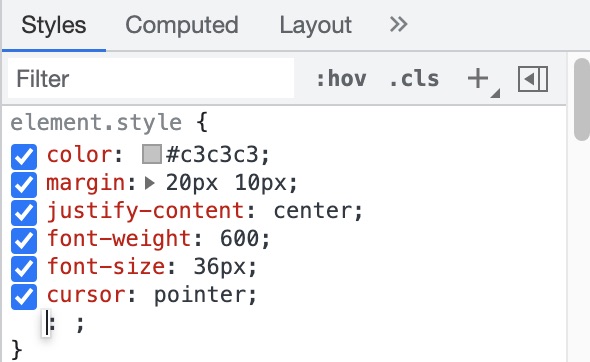 Styles Computed Layout »
Filter :hov .cls +
element.style {
color: #c3c3c3;
margin: 20px 10px;
justify-content: center;
font-weight: 600;
font-size: 36px;
cursor: pointer;
: ;
}